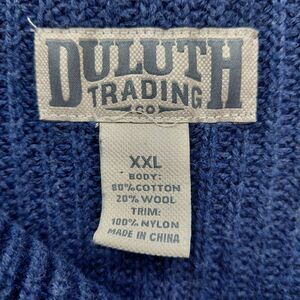 DULUTH
TRADING
CO
XXL
BODY:
80% COTTON
20% WOOL
TRIM:
100% NYLON
MADE IN CHINA